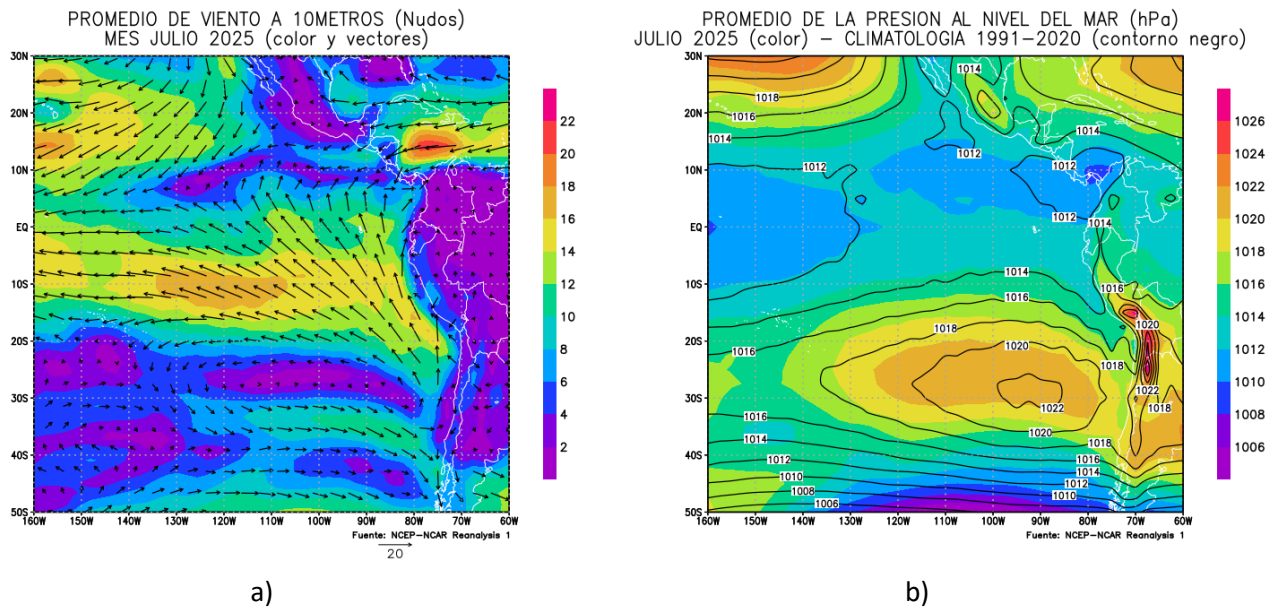 PROMEDIO DE VIENTO A 10METROS (Nudos)
MES JULIO 2025 (color y vectores)
30N
20N
10N
EQ
10S
20S
30S
40S
50S
160W 150W 140W 130W 120W 110W 100W 90W 80W 70W 60W
22
20
18
16
14
12
10
8
6
4
2
Fuente: NCEP-NCAR Reanalysis 1
20
a)
PROMEDIO DE LA PRESION AL NIVEL DEL MAR (hPa)
JULIO 2025 (color) – CLIMATOLOGIA 1991-2020 (contorno negro)
30N
20N
10N
EQ
10S
20S
30S
40S
50S
1014
1018
1016
1014
1014
1012
1012
1012
1012
1014
1014
1016
1016
1018
1020
1020
1016
1018
1022
1022
1018
1020
1016
1018
1014
1016
1012
1014
1010
1012
1008
1010
1006
160W 150W 140W 130W 120W 110W 100W 90W 80W 70W 60W
1026
1024
1022
1020
1018
1016
1014
1012
1010
1008
1006
Fuente: NCEP-NCAR Reanalysis 1
b)